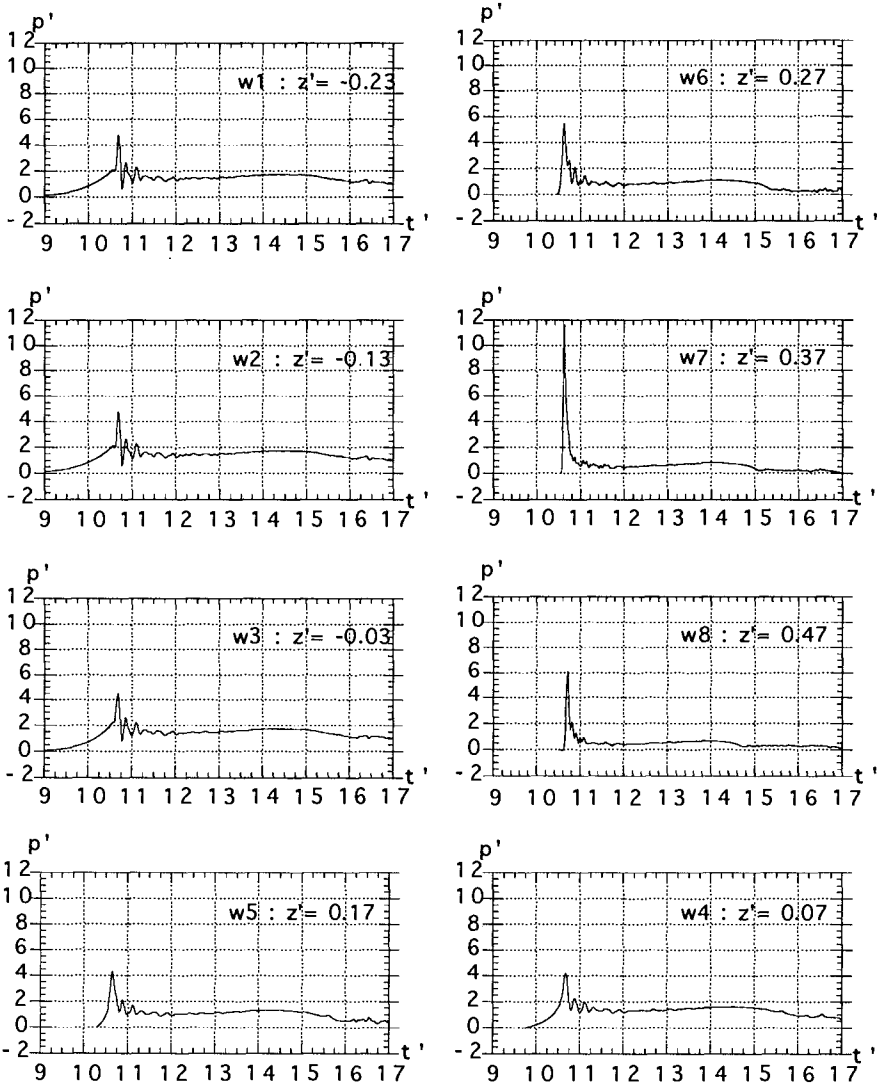 p'
12
10
8
6
4
2
0
-2
w1 : z'= -0.23
9 10 11 12 13 14 15 16 17
t'
p'
12
10
8
6
4
2
0
-2
w6 : z'= 0.27
9 10 11 12 13 14 15 16 17
t'
p'
12
10
8
6
4
2
0
-2
w2 : z'= -0.13
9 10 11 12 13 14 15 16 17
t'
p'
12
10
8
6
4
2
0
-2
w7 : z'= 0.37
9 10 11 12 13 14 15 16 17
t'
p'
12
10
8
6
4
2
0
-2
w3 : z'= -0.03
9 10 11 12 13 14 15 16 17
t'
p'
12
10
8
6
4
2
0
-2
w8 : z'= 0.47
9 10 11 12 13 14 15 16 17
t'
p'
12
10
8
6
4
2
0
-2
w5 : z'= 0.17
9 10 11 12 13 14 15 16 17
t'
p'
12
10
8
6
4
2
0
-2
w4 : z'= 0.07
9 10 11 12 13 14 15 16 17
t'